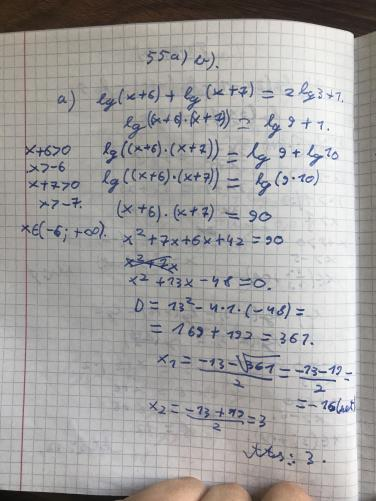 55 а) в).
а) lg(x+6) + lg(x+7) = 2lg3+1.
lg((x+6)·(x+7)) = lg 9 + 1.
x+6>0 lg((x+6)·(x+7)) = lg 9 + lg10
x>-6
x+7>0 lg((x+6)·(x+7)) = lg(9·10)
x>-7.
(x+6)·(x+7) = 90
x∈(-6; +∞).
x² + 7x + 6x + 42 = 90
x² + 13x - 48 = 0.
D = 13² - 4·1·(-48) =
= 169 + 192 = 361.
x₁ = (-13-√361)/2 = (-13-19)/2 =
= -16(нет)
x₂ = (-13+19)/2 = 3
Отв.: 3.